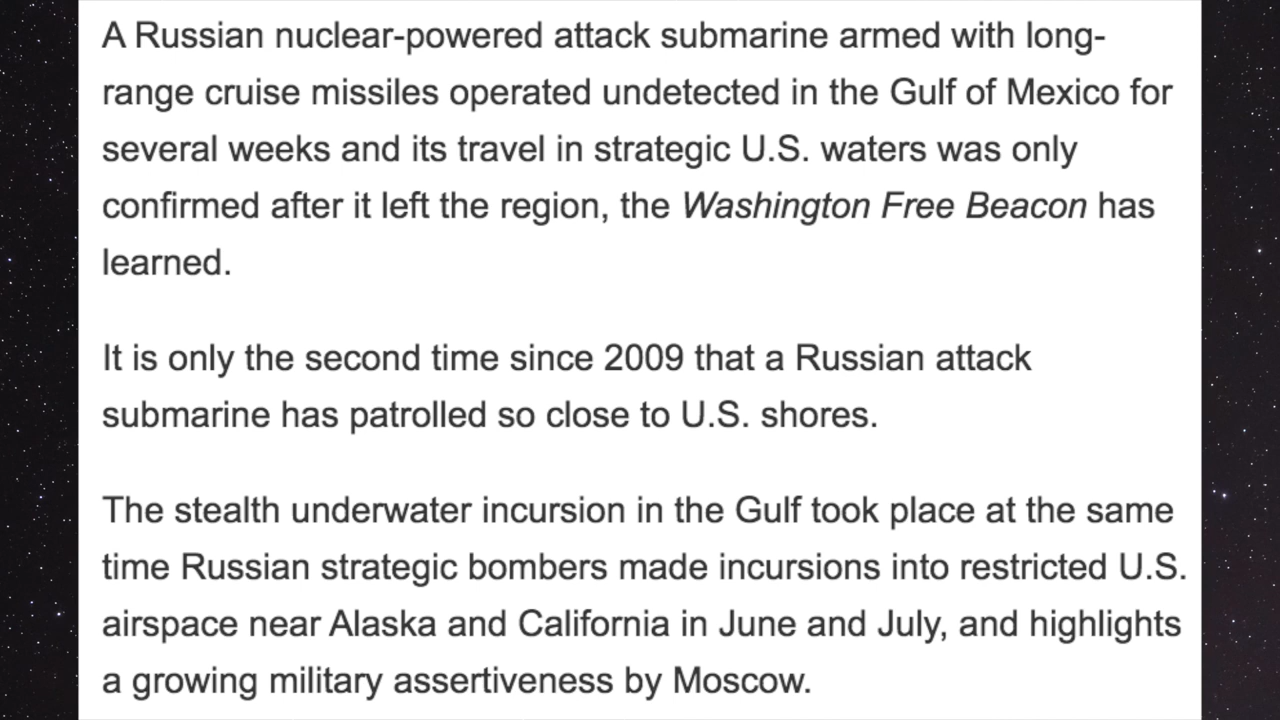 A Russian nuclear-powered attack submarine armed with long-
range cruise missiles operated undetected in the Gulf of Mexico for
several weeks and its travel in strategic U.S. waters was only
confirmed after it left the region, the Washington Free Beacon has
learned.
It is only the second time since 2009 that a Russian attack
submarine has patrolled so close to U.S. shores.
The stealth underwater incursion in the Gulf took place at the same
time Russian strategic bombers made incursions into restricted U.S.
airspace near Alaska and California in June and July, and highlights
a growing military assertiveness by Moscow.